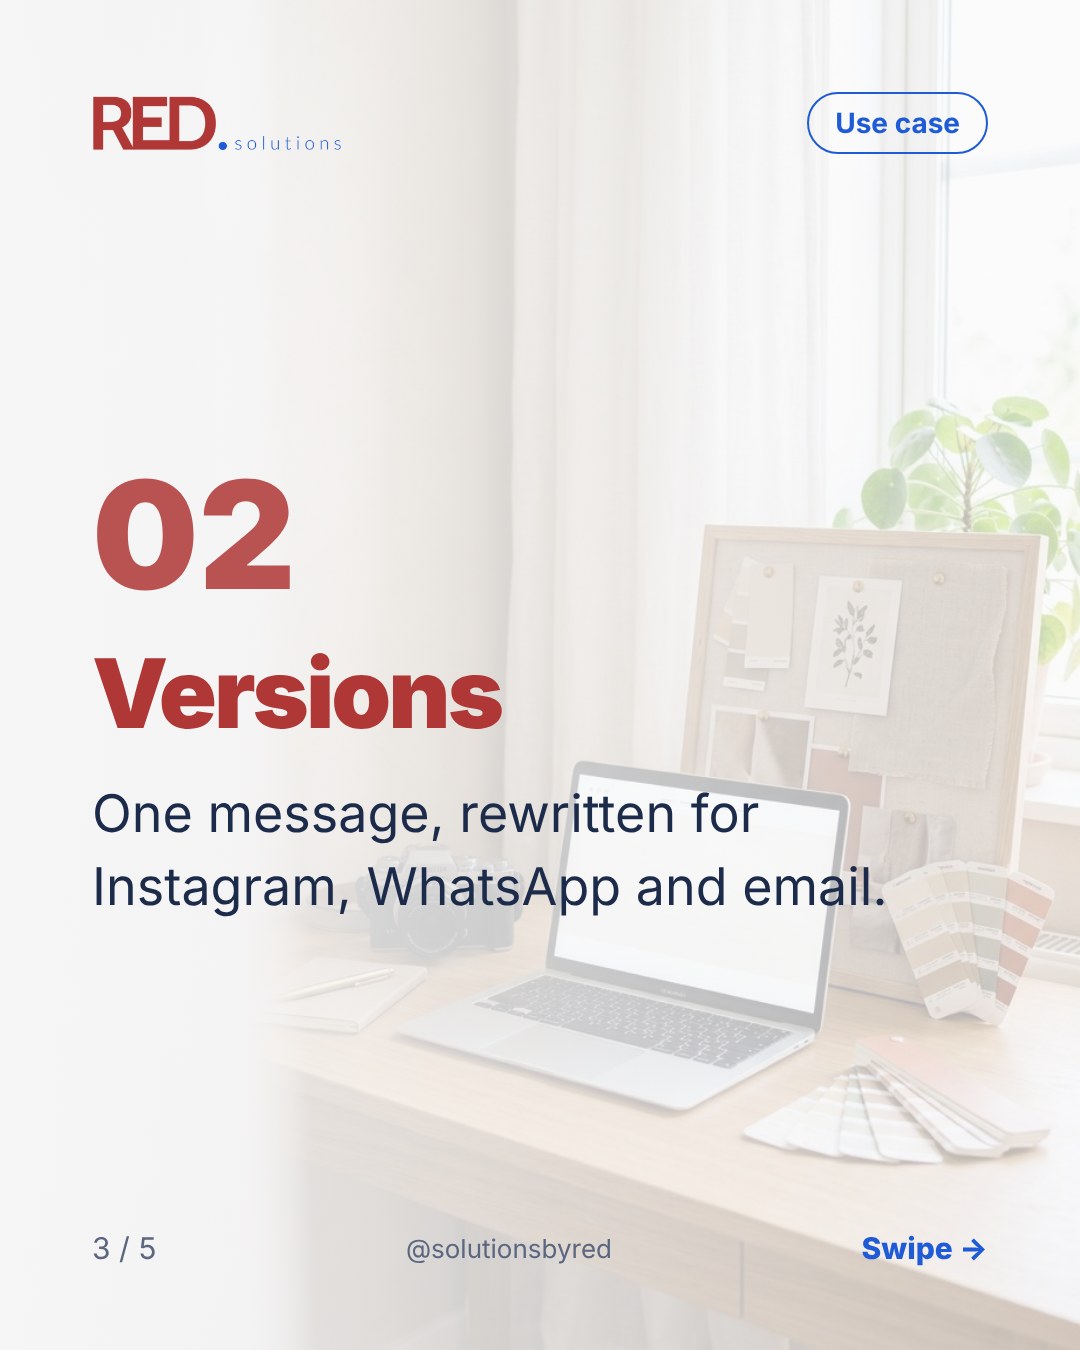 RED.solutions
Use case
02
Versions
One message, rewritten for
Instagram, WhatsApp and email.
3 / 5
@solutionsbyred
Swipe →